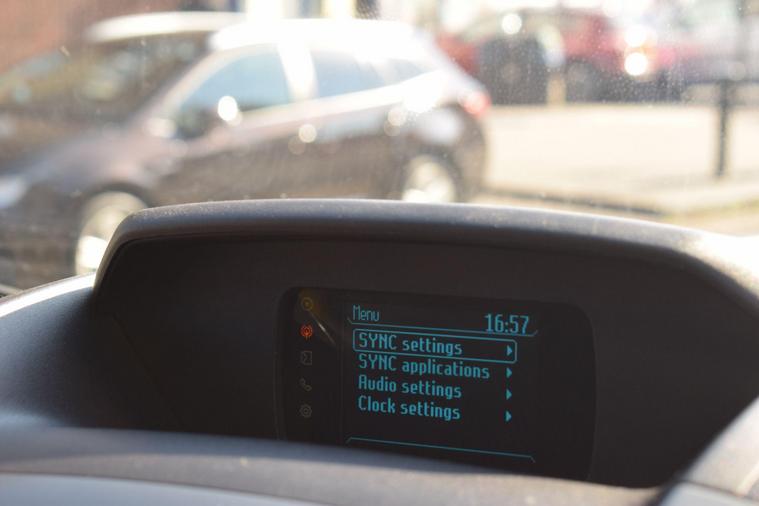 Menu 16:57
SYNC settings
SYNC applications
Audio settings
Clock settings